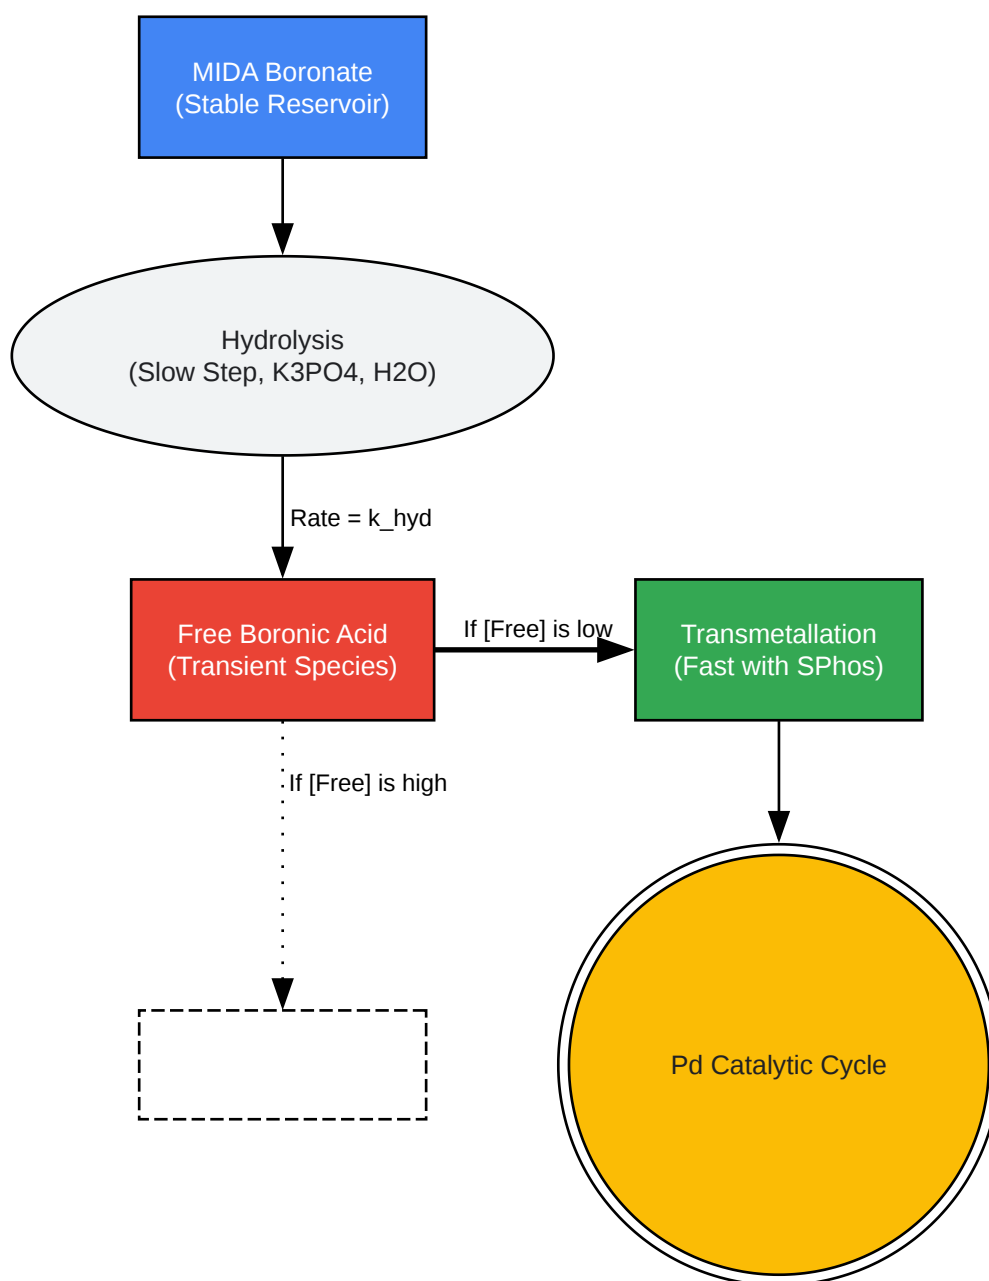 MIDA Boronate
(Stable Reservoir)
Hydrolysis
(Slow Step, K3PO4, H2O)
Rate = k_hyd
Free Boronic Acid
(Transient Species)
If [Free] is low
Transmetallation
(Fast with SPhos)
If [Free] is high
Pd Catalytic Cycle